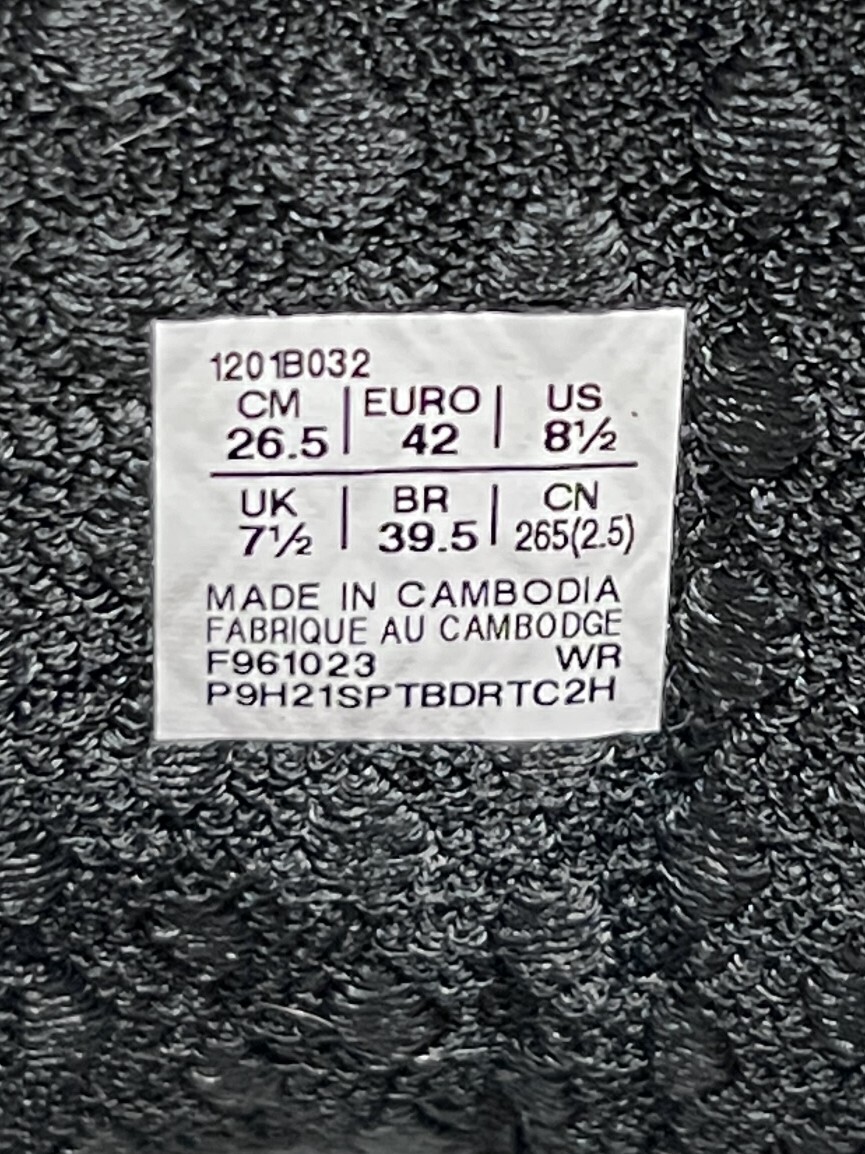 1201B032
CM | EURO | US
26.5 | 42 | 8½
UK | BR | CN
7½ | 39.5 | 265(2.5)
MADE IN CAMBODIA
FABRIQUE AU CAMBODGE
F961023 WR
P9H21SPTBDRTC2H